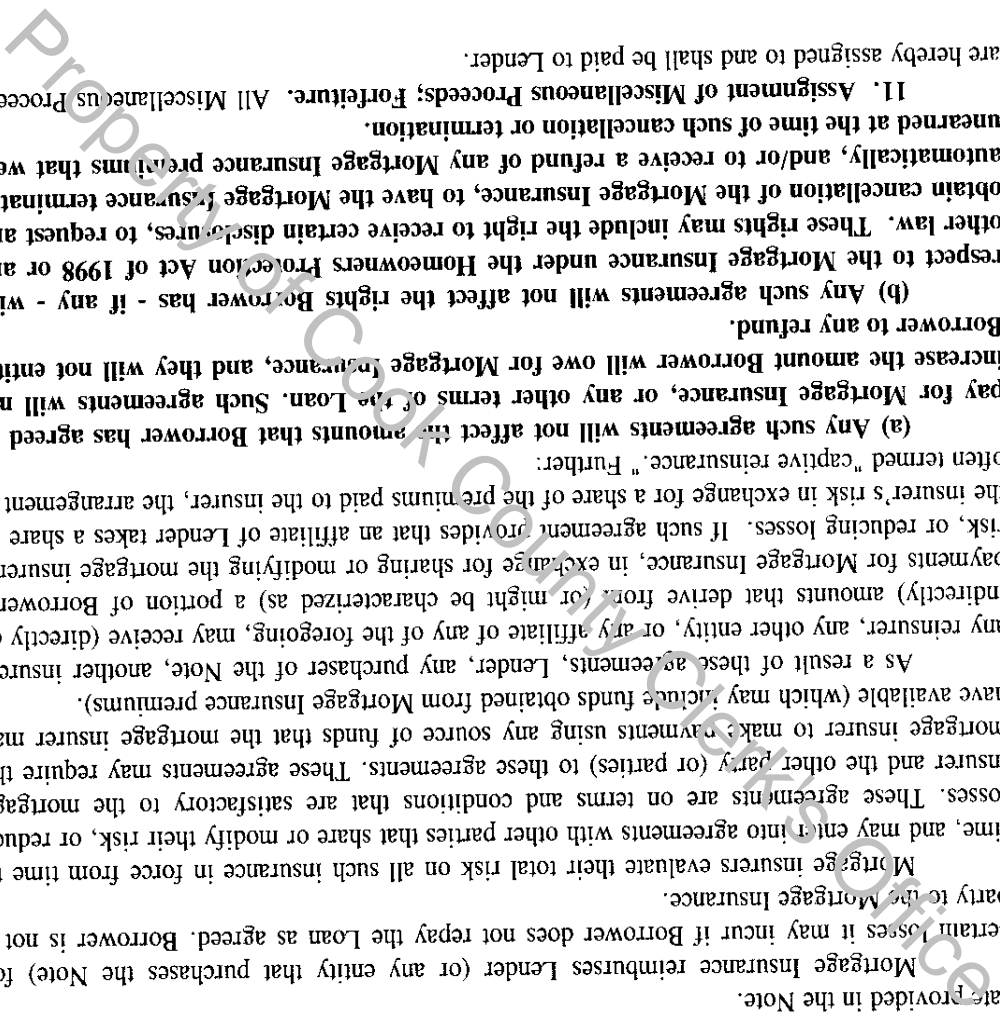 ate provided in the Note.
Mortgage Insurance reimburses Lender (or any entity that purchases the Note) fo
ertain losses it may incur if Borrower does not repay the Loan as agreed. Borrower is not
party to the Mortgage Insurance.
Mortgage insurers evaluate their total risk on all such insurance in force from time t
ime, and may enter into agreements with other parties that share or modify their risk, or reduc
osses. These agreements are on terms and conditions that are satisfactory to the mortgag
nsurer and the other party (or parties) to these agreements. These agreements may require th
mortgage insurer to make payments using any source of funds that the mortgage insurer ma
have available (which may include funds obtained from Mortgage Insurance premiums).
As a result of these agreements, Lender, any purchaser of the Note, another insure
any reinsurer, any other entity, or any affiliate of any of the foregoing, may receive (directly o
ndirectly) amounts that derive from (or might be characterized as) a portion of Borrower
payments for Mortgage Insurance, in exchange for sharing or modifying the mortgage insurer
risk, or reducing losses. If such agreement provides that an affiliate of Lender takes a share
he insurer's risk in exchange for a share of the premiums paid to the insurer, the arrangement
often termed "captive reinsurance." Further:
(a) Any such agreements will not affect the amounts that Borrower has agreed
pay for Mortgage Insurance, or any other terms of the Loan. Such agreements will n
increase the amount Borrower will owe for Mortgage Insurance, and they will not entit
Borrower to any refund.
(b) Any such agreements will not affect the rights Borrower has - if any - wi
respect to the Mortgage Insurance under the Homeowners Protection Act of 1998 or a
other law. These rights may include the right to receive certain disclosures, to request a
obtain cancellation of the Mortgage Insurance, to have the Mortgage Insurance terminat
automatically, and/or to receive a refund of any Mortgage Insurance premiums that we
unearned at the time of such cancellation or termination.
11. Assignment of Miscellaneous Proceeds; Forfeiture. All Miscellaneous Procee
are hereby assigned to and shall be paid to Lender.
Property of Cook County Clerk's Office